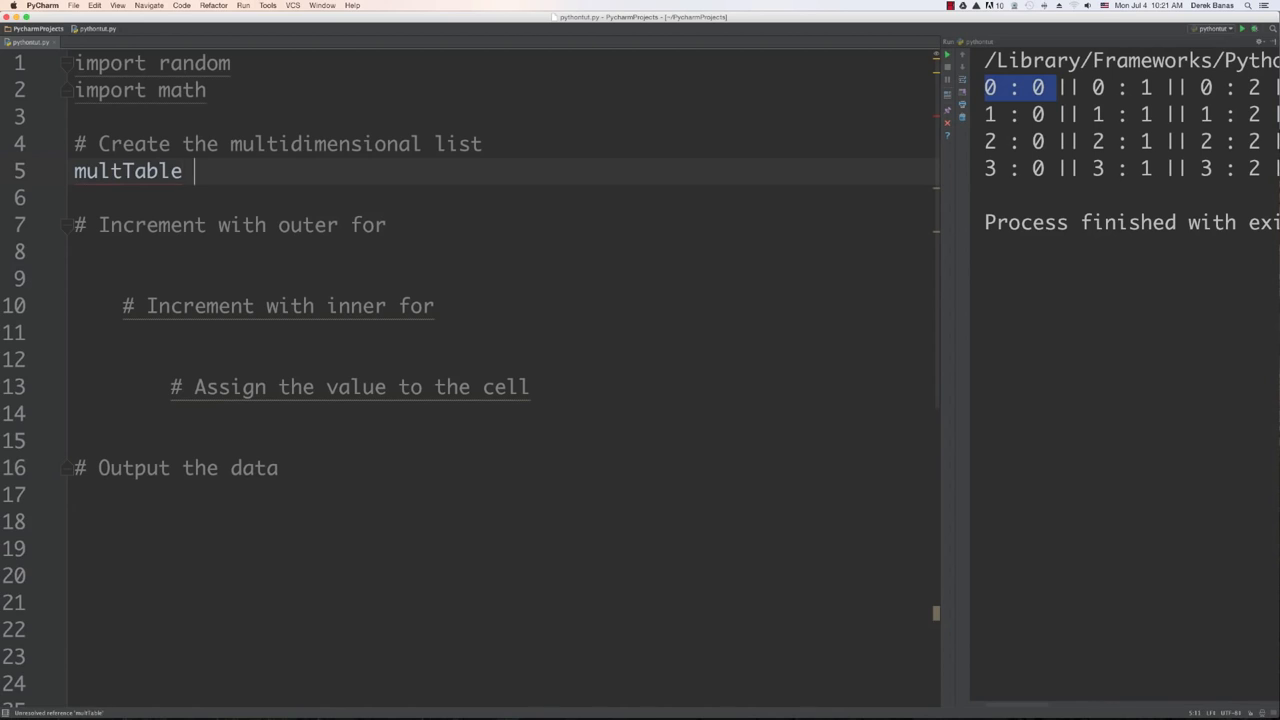 PyCharm File Edit View Navigate Code Refactor Run Tools VCS Window Help 10 Mon Jul 4 10:21 AM Derek Banas
pythontut.py - PycharmProjects - [~/PycharmProjects]
PycharmProjects pythontut.py pythontut
pythontut.py Run: pythontut
1 import random
2 import math
3
4 # Create the multidimensional list
5 multTable
6
7 # Increment with outer for
8
9
10 # Increment with inner for
11
12
13 # Assign the value to the cell
14
15
16 # Output the data
17
18
19
20
21
22
23
24
/Library/Frameworks/Pytho
0 : 0 || 0 : 1 || 0 : 2 |
1 : 0 || 1 : 1 || 1 : 2 |
2 : 0 || 2 : 1 || 2 : 2 |
3 : 0 || 3 : 1 || 3 : 2 |
Process finished with exi
Unresolved reference 'multTable' 5:11 LF‡ UTF-8‡